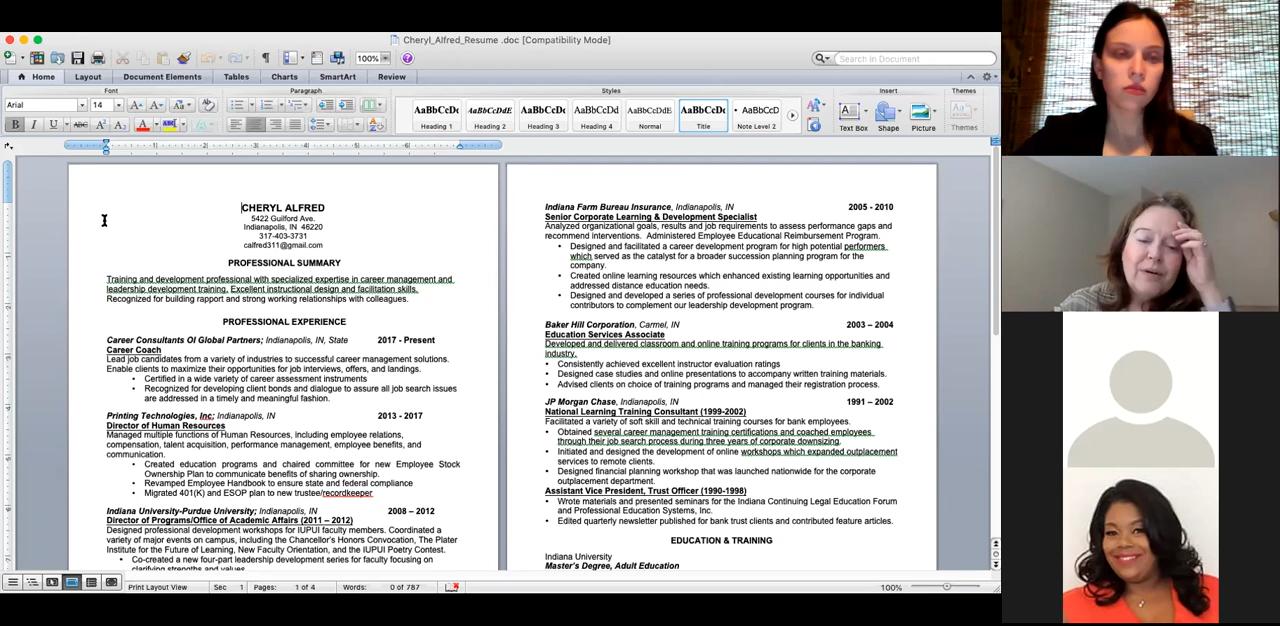 Cheryl_Alfred_Resume .doc [Compatibility Mode]
100%
Search in Document
Home Layout Document Elements Tables Charts SmartArt Review
Font Paragraph Styles Insert Themes
Arial 14
AaBbCcDc AaBbCcDdE AaBbCcDc AaBbCcDd AaBbCcDdE AaBbCcDc • AaBbCcD
Heading 1 Heading 2 Heading 3 Heading 4 Normal Title Note Level 2
Text Box Shape Picture Themes
CHERYL ALFRED
5422 Guilford Ave.
Indianapolis, IN 46220
317-403-3731
calfred311@gmail.com
PROFESSIONAL SUMMARY
Training and development professional with specialized expertise in career management and
leadership development training. Excellent instructional design and facilitation skills.
Recognized for building rapport and strong working relationships with colleagues.
PROFESSIONAL EXPERIENCE
Career Consultants OI Global Partners; Indianapolis, IN, State 2017 - Present
Career Coach
Lead job candidates from a variety of industries to successful career management solutions.
Enable clients to maximize their opportunities for job interviews, offers, and landings.
• Certified in a wide variety of career assessment instruments
• Recognized for developing client bonds and dialogue to assure all job search issues
are addressed in a timely and meaningful fashion.
Printing Technologies, Inc; Indianapolis, IN 2013 - 2017
Director of Human Resources
Managed multiple functions of Human Resources, including employee relations,
compensation, talent acquisition, performance management, employee benefits, and
communication.
• Created education programs and chaired committee for new Employee Stock
Ownership Plan to communicate benefits of sharing ownership.
• Revamped Employee Handbook to ensure state and federal compliance
• Migrated 401(K) and ESOP plan to new trustee/recordkeeper
Indiana University-Purdue University; Indianapolis, IN 2008 – 2012
Director of Programs/Office of Academic Affairs (2011 – 2012)
Designed professional development workshops for IUPUI faculty members. Coordinated a
variety of major events on campus, including the Chancellor's Honors Convocation, The Plater
Institute for the Future of Learning, New Faculty Orientation, and the IUPUI Poetry Contest.
• Co-created a new four-part leadership development series for faculty focusing on
clarifying strengths and values
Indiana Farm Bureau Insurance, Indianapolis, IN 2005 - 2010
Senior Corporate Learning & Development Specialist
Analyzed organizational goals, results and job requirements to assess performance gaps and
recommend interventions. Administered Employee Educational Reimbursement Program.
• Designed and facilitated a career development program for high potential performers
which served as the catalyst for a broader succession planning program for the
company.
• Created online learning resources which enhanced existing learning opportunities and
addressed distance education needs.
• Designed and developed a series of professional development courses for individual
contributors to complement our leadership development program.
Baker Hill Corporation, Carmel, IN 2003 – 2004
Education Services Associate
Developed and delivered classroom and online training programs for clients in the banking
industry.
• Consistently achieved excellent instructor evaluation ratings
• Designed case studies and online presentations to accompany written training materials.
• Advised clients on choice of training programs and managed their registration process.
JP Morgan Chase, Indianapolis, IN 1991 – 2002
National Learning Training Consultant (1999-2002)
Facilitated a variety of soft skill and technical training courses for bank employees.
• Obtained several career management training certifications and coached employees
through their job search process during three years of corporate downsizing.
• Initiated and designed the development of online workshops which expanded outplacement
services to remote clients.
• Designed financial planning workshop that was launched nationwide for the corporate
outplacement department.
Assistant Vice President, Trust Officer (1990-1998)
• Wrote materials and presented seminars for the Indiana Continuing Legal Education Forum
and Professional Education Systems, Inc.
• Edited quarterly newsletter published for bank trust clients and contributed feature articles.
EDUCATION & TRAINING
Indiana University
Master's Degree, Adult Education
Print Layout View Sec 1 Pages: 1 of 4 Words: 0 of 787 100%